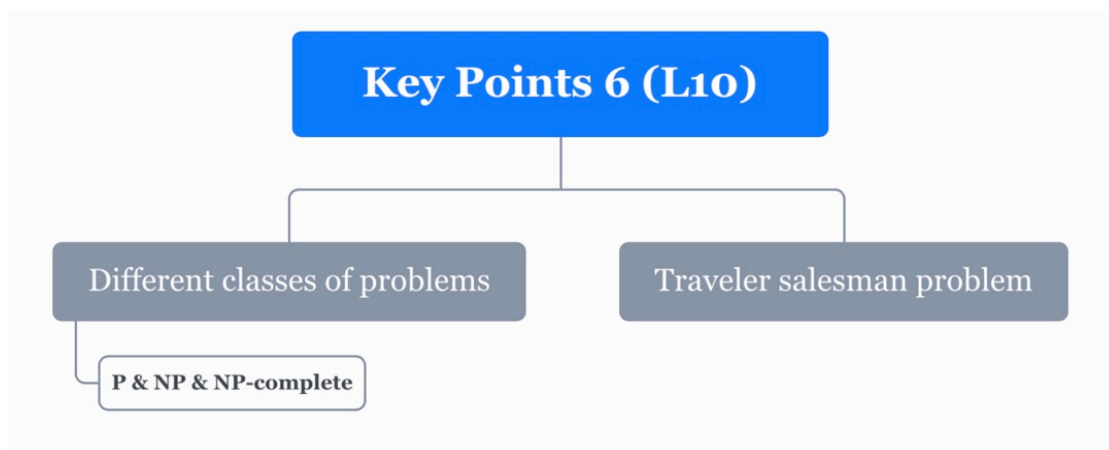 Key Points 6 (L10)
Different classes of problems
Traveler salesman problem
P & NP & NP-complete